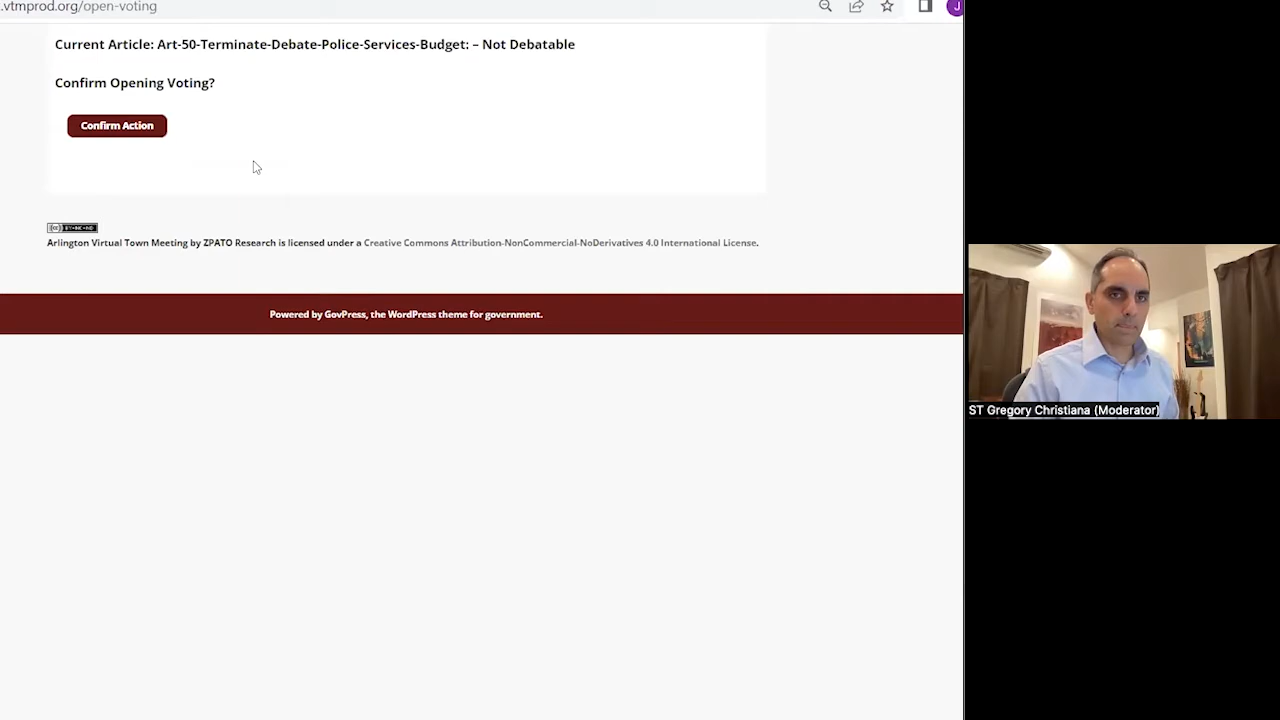 .vtmprod.org/open-voting
J
Current Article: Art-50-Terminate-Debate-Police-Services-Budget: – Not Debatable
Confirm Opening Voting?
Confirm Action
Arlington Virtual Town Meeting by ZPATO Research is licensed under a Creative Commons Attribution-NonCommercial-NoDerivatives 4.0 International License.
Powered by GovPress, the WordPress theme for government.
ST Gregory Christiana (Moderator)